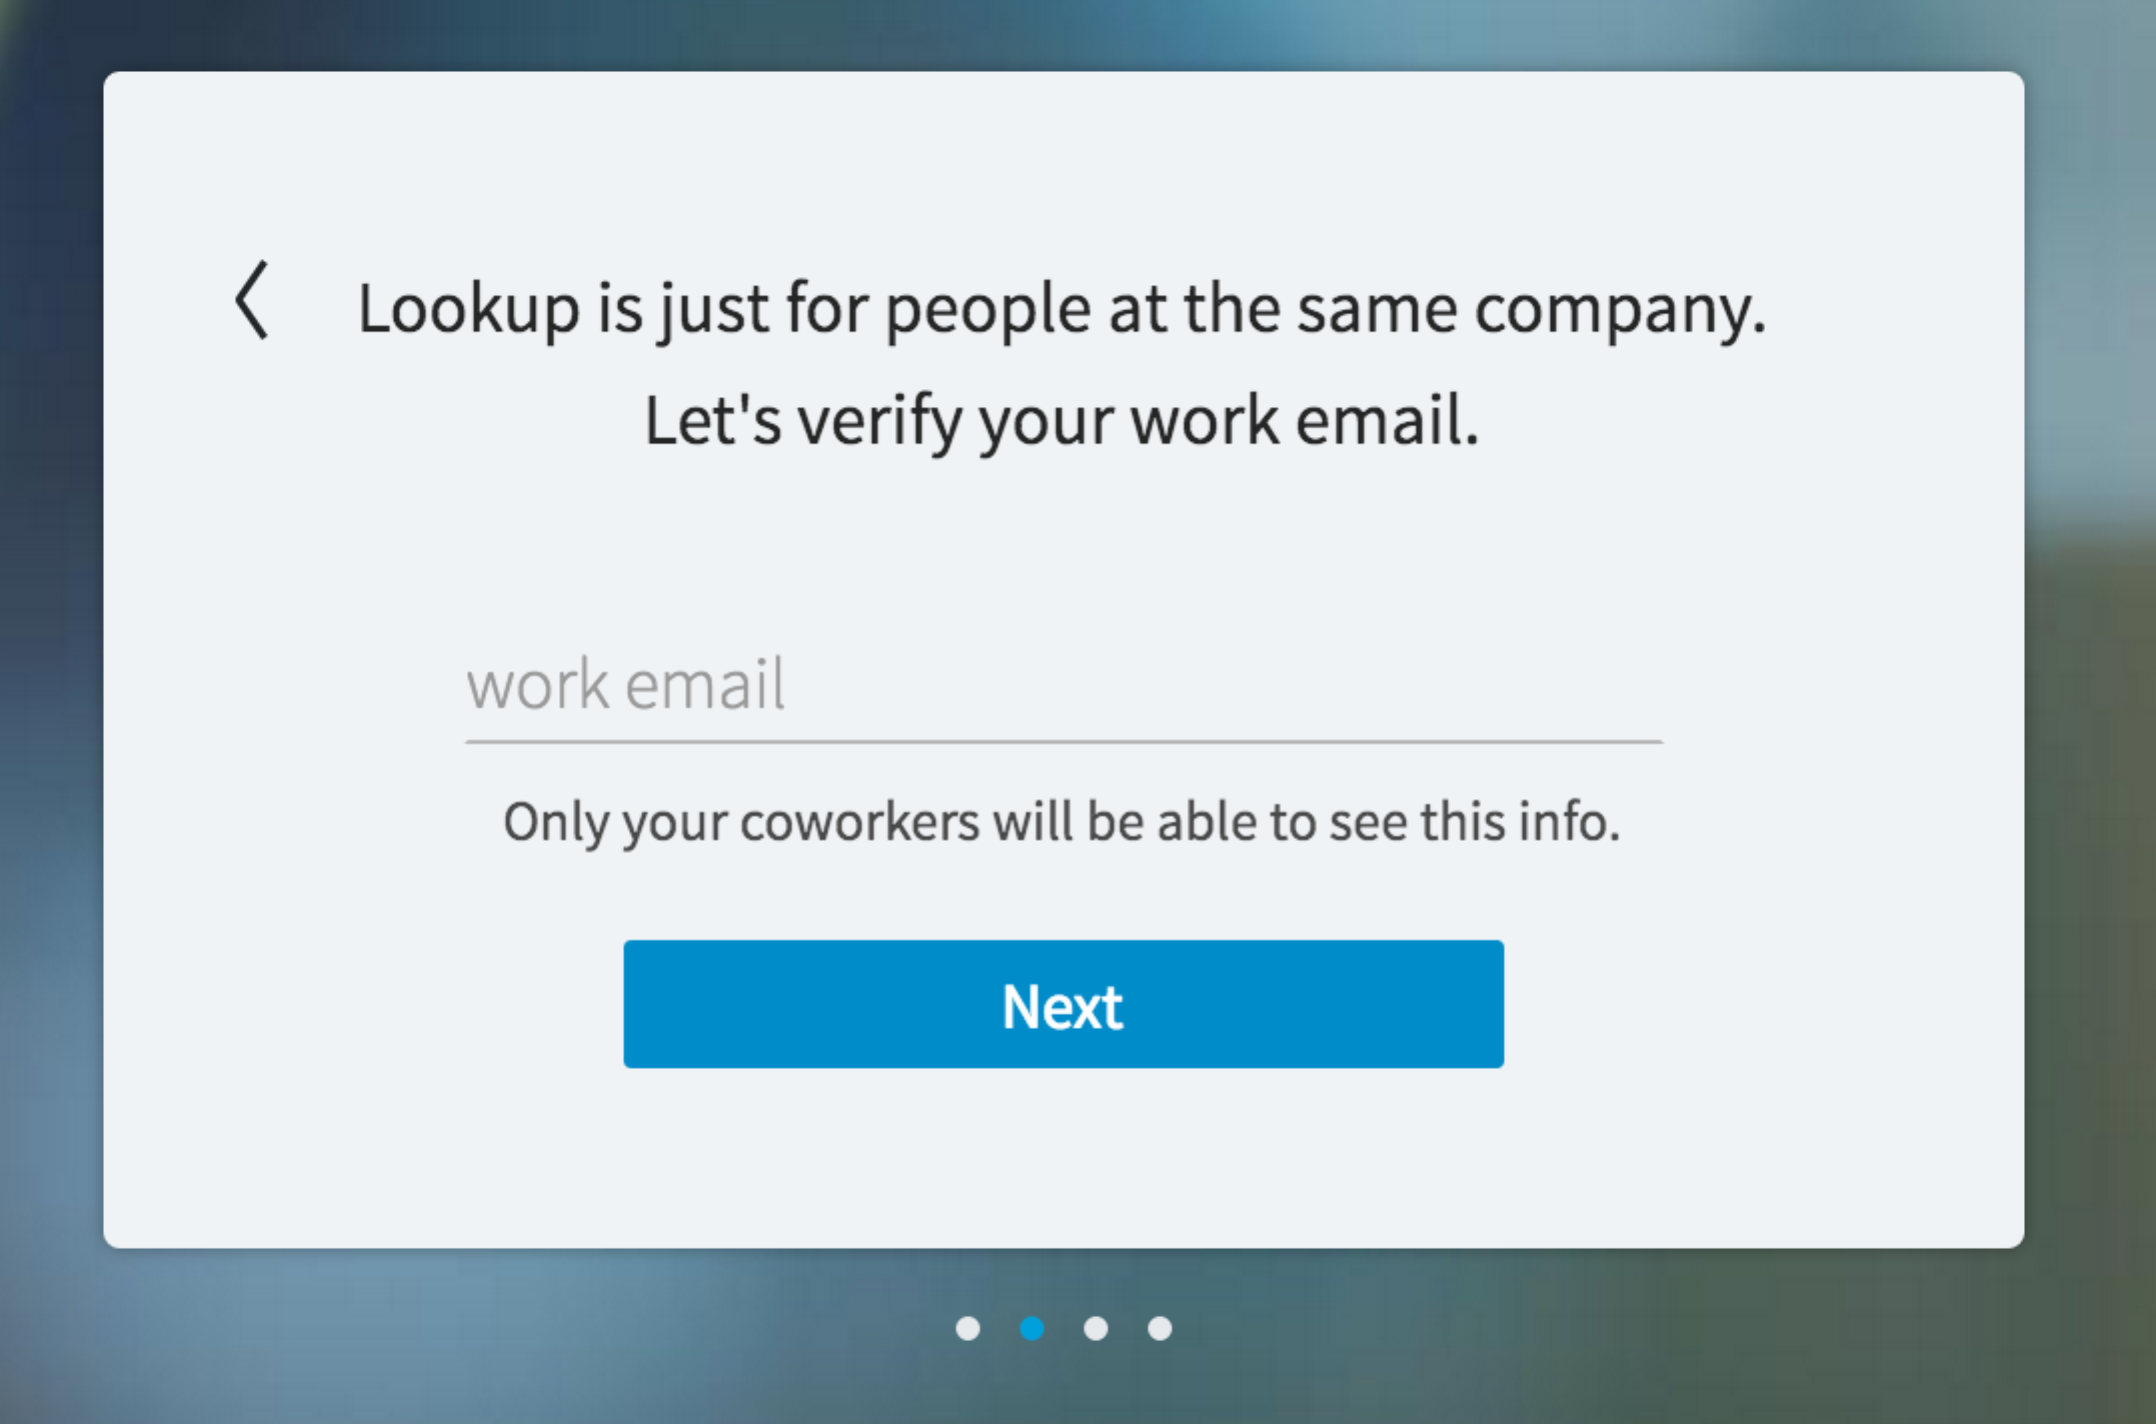 Lookup is just for people at the same company.
Let's verify your work email.
work email
Only your coworkers will be able to see this info.
Next